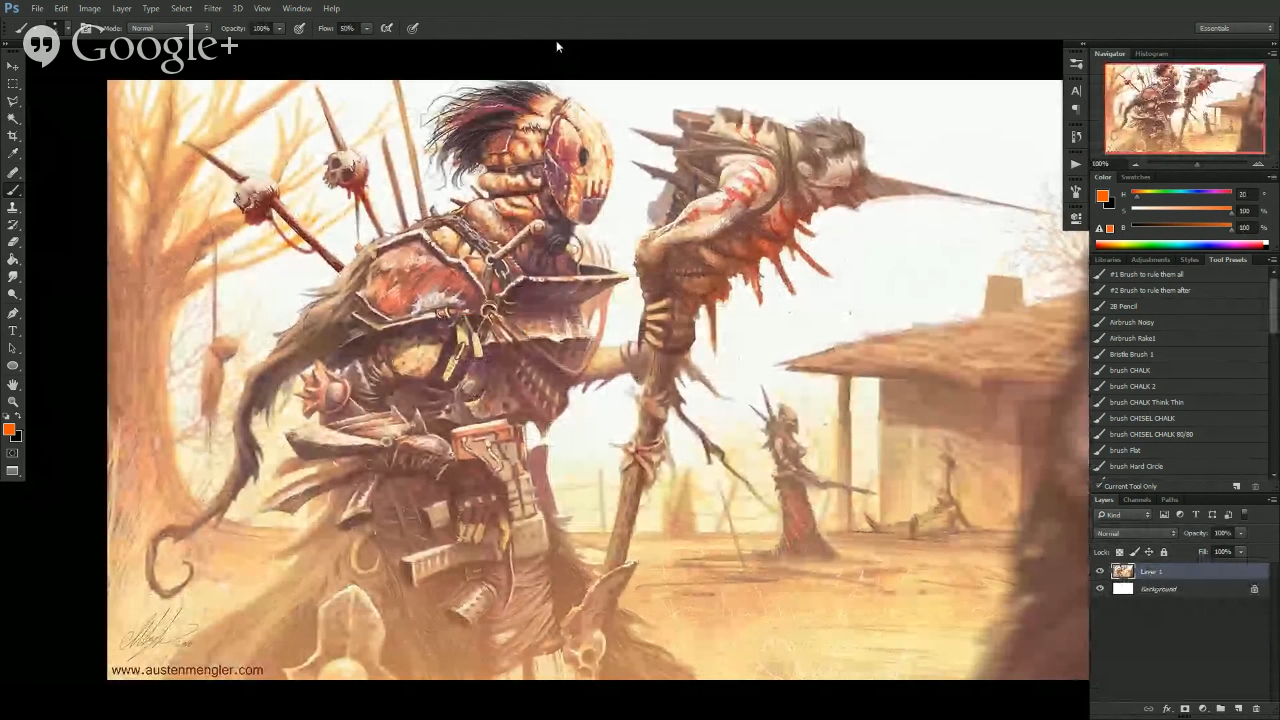 Ps File Edit Image Layer Type Select Filter 3D View Window Help
Mode: Normal Opacity: 100% Flow: 50% Essentials
Google+
Navigator Histogram
100%
Color Swatches
H 20 °
S 100 %
B 100 %
Libraries Adjustments Styles Tool Presets
#1 Brush to rule them all
#2 Brush to rule them after
2B Pencil
Airbrush Noisy
Airbrush Rake1
Bristle Brush 1
brush CHALK
brush CHALK 2
brush CHALK Think Thin
brush CHISEL CHALK
brush CHISEL CHALK 80/80
brush Flat
brush Hard Circle
Current Tool Only
Layers Channels Paths
Kind
Normal Opacity: 100%
Lock: Fill: 100%
Layer 1
Background
www.austenmengler.com